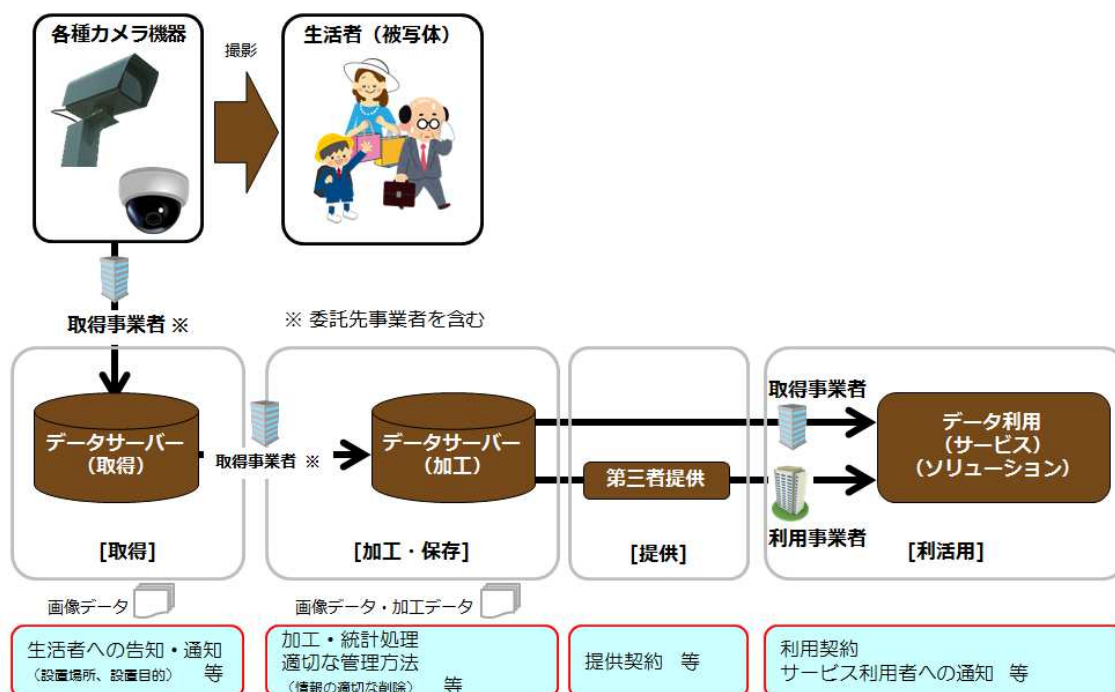 各種カメラ機器
撮影
生活者（被写体）
取得事業者 ※
※ 委託先事業者を含む
データサーバー
（取得）
取得事業者 ※
データサーバー
（加工）
第三者提供
取得事業者
利用事業者
データ利用
（サービス）
（ソリューション）
[取得]
[加工・保存]
[提供]
[利活用]
画像データ
画像データ・加工データ
生活者への告知・通知
（設置場所、設置目的） 等
加工・統計処理
適切な管理方法
（情報の適切な削除） 等
提供契約 等
利用契約
サービス利用者への通知 等